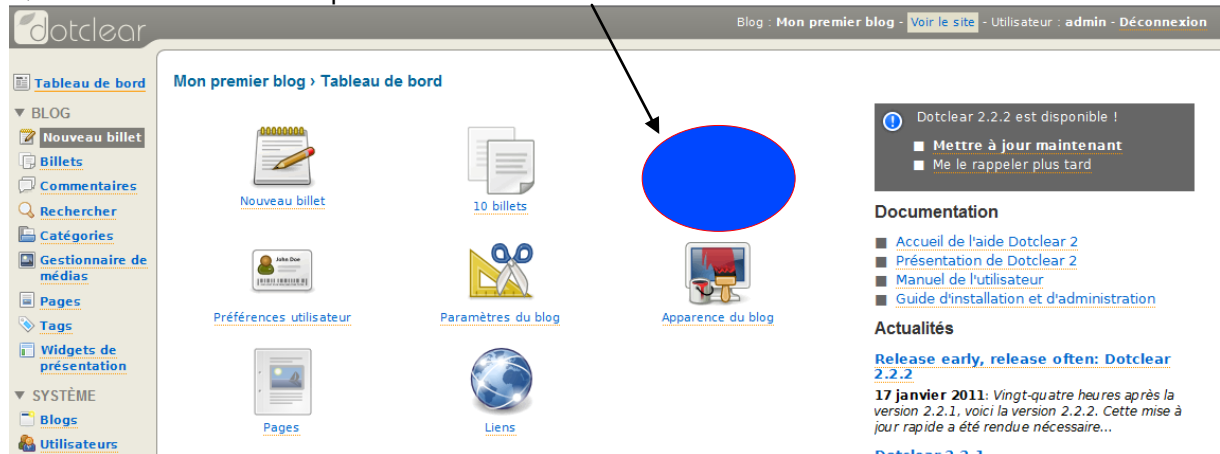 dotclear
Blog : Mon premier blog - Voir le site - Utilisateur : admin - Déconnexion
Tableau de bord
BLOG
Nouveau billet
Billets
Commentaires
Rechercher
Catégories
Gestionnaire de
médias
Pages
Tags
Widgets de
présentation
SYSTÈME
Blogs
Utilisateurs
Mon premier blog › Tableau de bord
Nouveau billet
10 billets
Préférences utilisateur
John Doe
Paramètres du blog
Apparence du blog
Pages
Liens
Dotclear 2.2.2 est disponible !
Mettre à jour maintenant
Me le rappeler plus tard
Documentation
Accueil de l'aide Dotclear 2
Présentation de Dotclear 2
Manuel de l'utilisateur
Guide d'installation et d'administration
Actualités
Release early, release often: Dotclear
2.2.2
17 janvier 2011: Vingt-quatre heures après la
version 2.2.1, voici la version 2.2.2. Cette mise à
jour rapide a été rendue nécessaire...